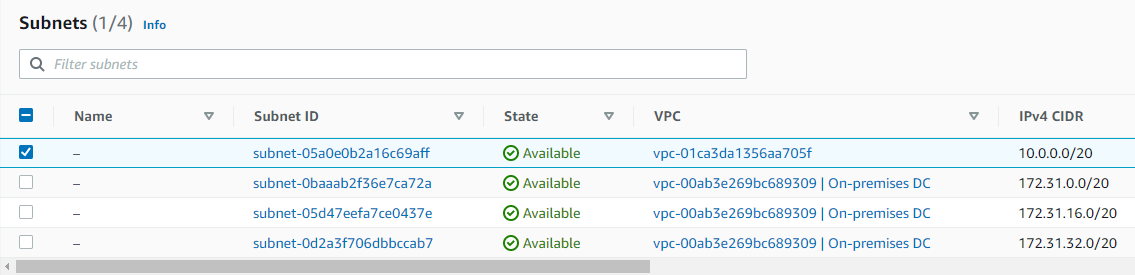 Subnets (1/4) Info
Filter subnets
Name Subnet ID State VPC IPv4 CIDR
– subnet-05a0e0b2a16c69aff Available vpc-01ca3da1356aa705f 10.0.0.0/20
– subnet-0baaab2f36e7ca72a Available vpc-00ab3e269bc689309 | On-premises DC 172.31.0.0/20
– subnet-05d47eefa7ce0437e Available vpc-00ab3e269bc689309 | On-premises DC 172.31.16.0/20
– subnet-0d2a3f706dbbccab7 Available vpc-00ab3e269bc689309 | On-premises DC 172.31.32.0/20